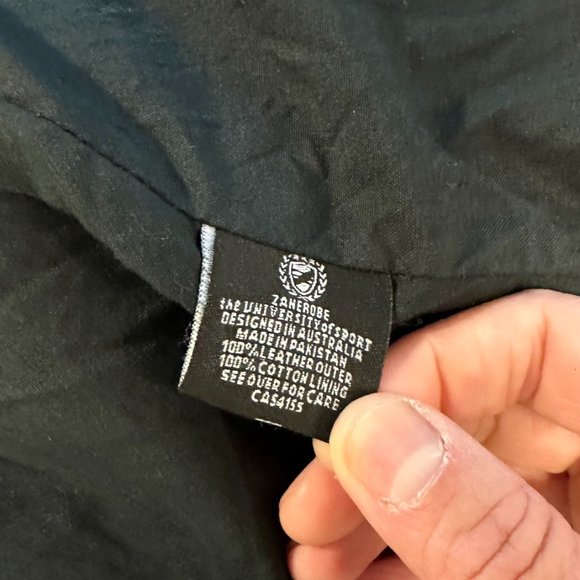 ZAHEROBE
the UNIVERSITY of SPORT
DESIGNED IN AUSTRALIA
MADE IN PAKISTAN
100% LEATHER OUTER
100% COTTON LINING
SEE OVER FOR CARE
CA54155